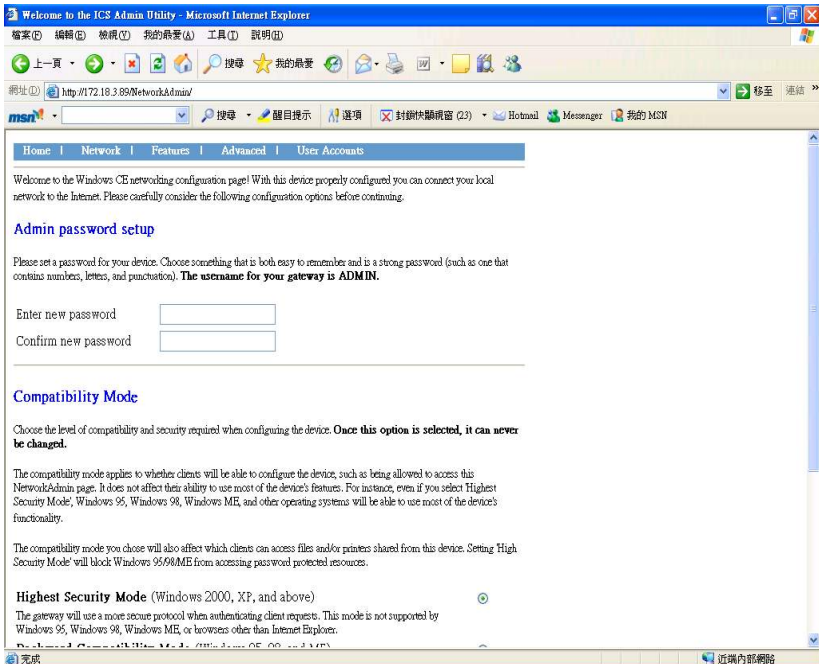 Welcome to the ICS Admin Utility - Microsoft Internet Explorer
檔案(F) 編輯(E) 檢視(V) 我的最愛(A) 工具(T) 說明(H)
上一頁 搜尋 我的最愛
網址(D) http://172.18.3.89/NetworkAdmin/ 移至 連結 »
msn 搜尋 醒目提示 選項 封鎖快顯視窗 (23) Hotmail Messenger 我的 MSN
Home | Network | Features | Advanced | User Accounts
Welcome to the Windows CE networking configuration page! With this device properly configured you can connect your local
network to the Internet. Please carefully consider the following configuration options before continuing.
Admin password setup
Please set a password for your device. Choose something that is both easy to remember and is a strong password (such as one that
contains numbers, letters, and punctuation). The username for your gateway is ADMIN.
Enter new password
Confirm new password
Compatibility Mode
Choose the level of compatibility and security required when configuring the device. Once this option is selected, it can never
be changed.
The compatibility mode applies to whether clients will be able to configure the device, such as being allowed to access this
NetworkAdmin page. It does not affect their ability to use most of the device's features. For instance, even if you select 'Highest
Security Mode', Windows 95, Windows 98, Windows ME, and other operating systems will be able to use most of the device's
functionality.
The compatibility mode you chose will also affect which clients can access files and/or printers shared from this device. Setting 'High
Security Mode' will block Windows 95/98/ME from accessing password protected resources.
Highest Security Mode (Windows 2000, XP, and above)
The gateway will use a more secure protocol when authenticating client requests. This mode is not supported by
Windows 95, Windows 98, Windows ME, or browsers other than Internet Explorer.
Backward Compatibility Mode (Windows 95, 98, and ME)
完成 近端內部網路